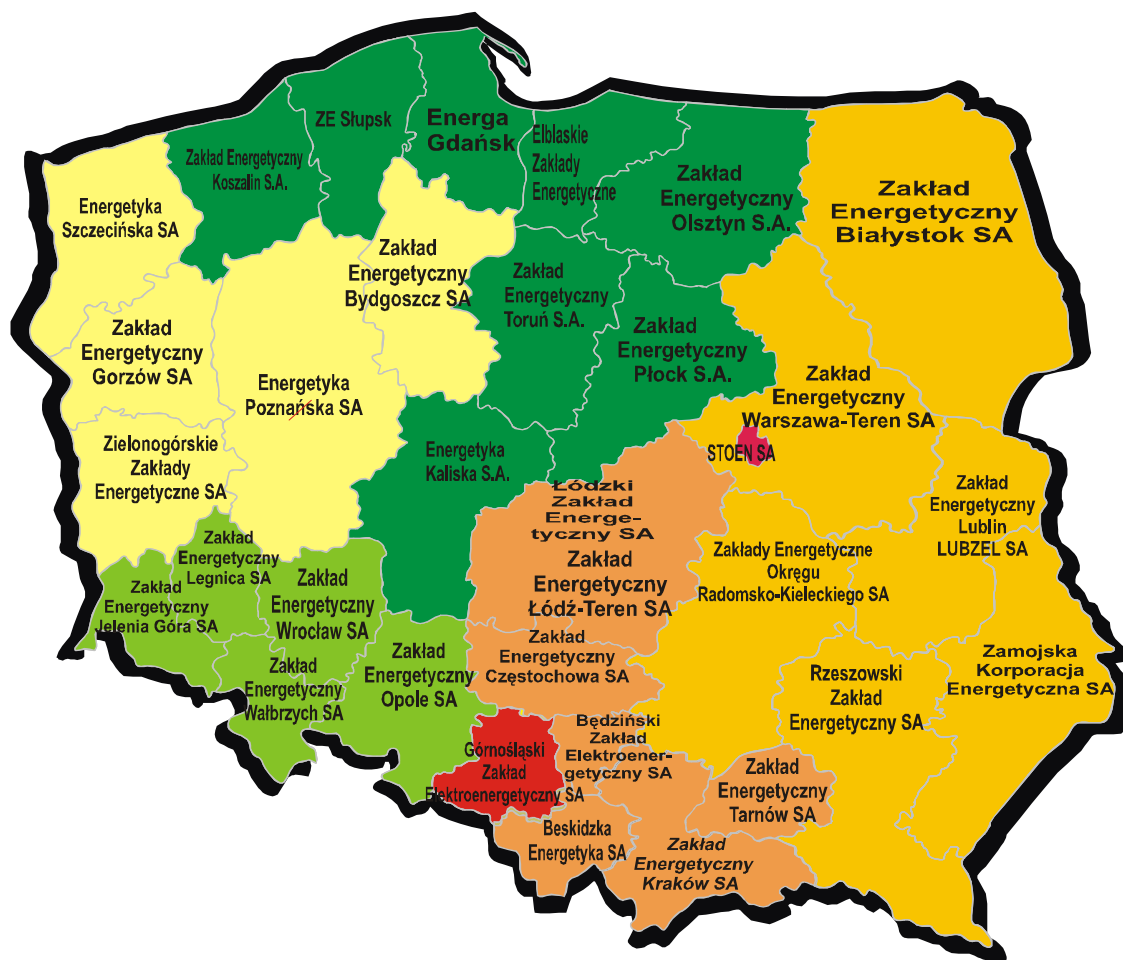 ZE Słupsk
Energa
Gdańsk
Elblaskie
Zakłady
Energetyczne
Zakład Energetyczny
Koszalin S.A.
Zakład
Energetyczny
Olsztyn S.A.
Zakład
Energetyczny
Białystok SA
Energetyka
Szczecińska SA
Zakład
Energetyczny
Bydgoszcz SA
Zakład
Energetyczny
Toruń S.A.
Zakład
Energetyczny
Płock S.A.
Zakład
Energetyczny
Gorzów SA
Energetyka
Poznańska SA
Zakład
Energetyczny
Warszawa-Teren SA
STOEN SA
Zielonogórskie
Zakłady
Energetyczne SA
Energetyka
Kaliska S.A.
Łódzki
Zakład
Energe-
tyczny SA
Zakład
Energetyczny
Łódź-Teren SA
Zakład
Energetyczny
Lublin
LUBZEL SA
Zakłady Energetyczne
Okręgu
Radomsko-Kieleckiego SA
Zakład
Energetyczny
Legnica SA
Zakład
Energetyczny
Jelenia Góra SA
Zakład
Energetyczny
Wrocław SA
Zakład
Energetyczny
Wałbrzych SA
Zakład
Energetyczny
Opole SA
Zakład
Energetyczny
Częstochowa SA
Rzeszowski
Zakład
Energetyczny SA
Zamojska
Korporacja
Energetyczna SA
Górnośląski
Zakład
Elektroenergetyczny SA
Będziński
Zakład
Elektroener-
getyczny SA
Zakład
Energetyczny
Tarnów SA
Beskidzka
Energetyka SA
Zakład
Energetyczny
Kraków SA